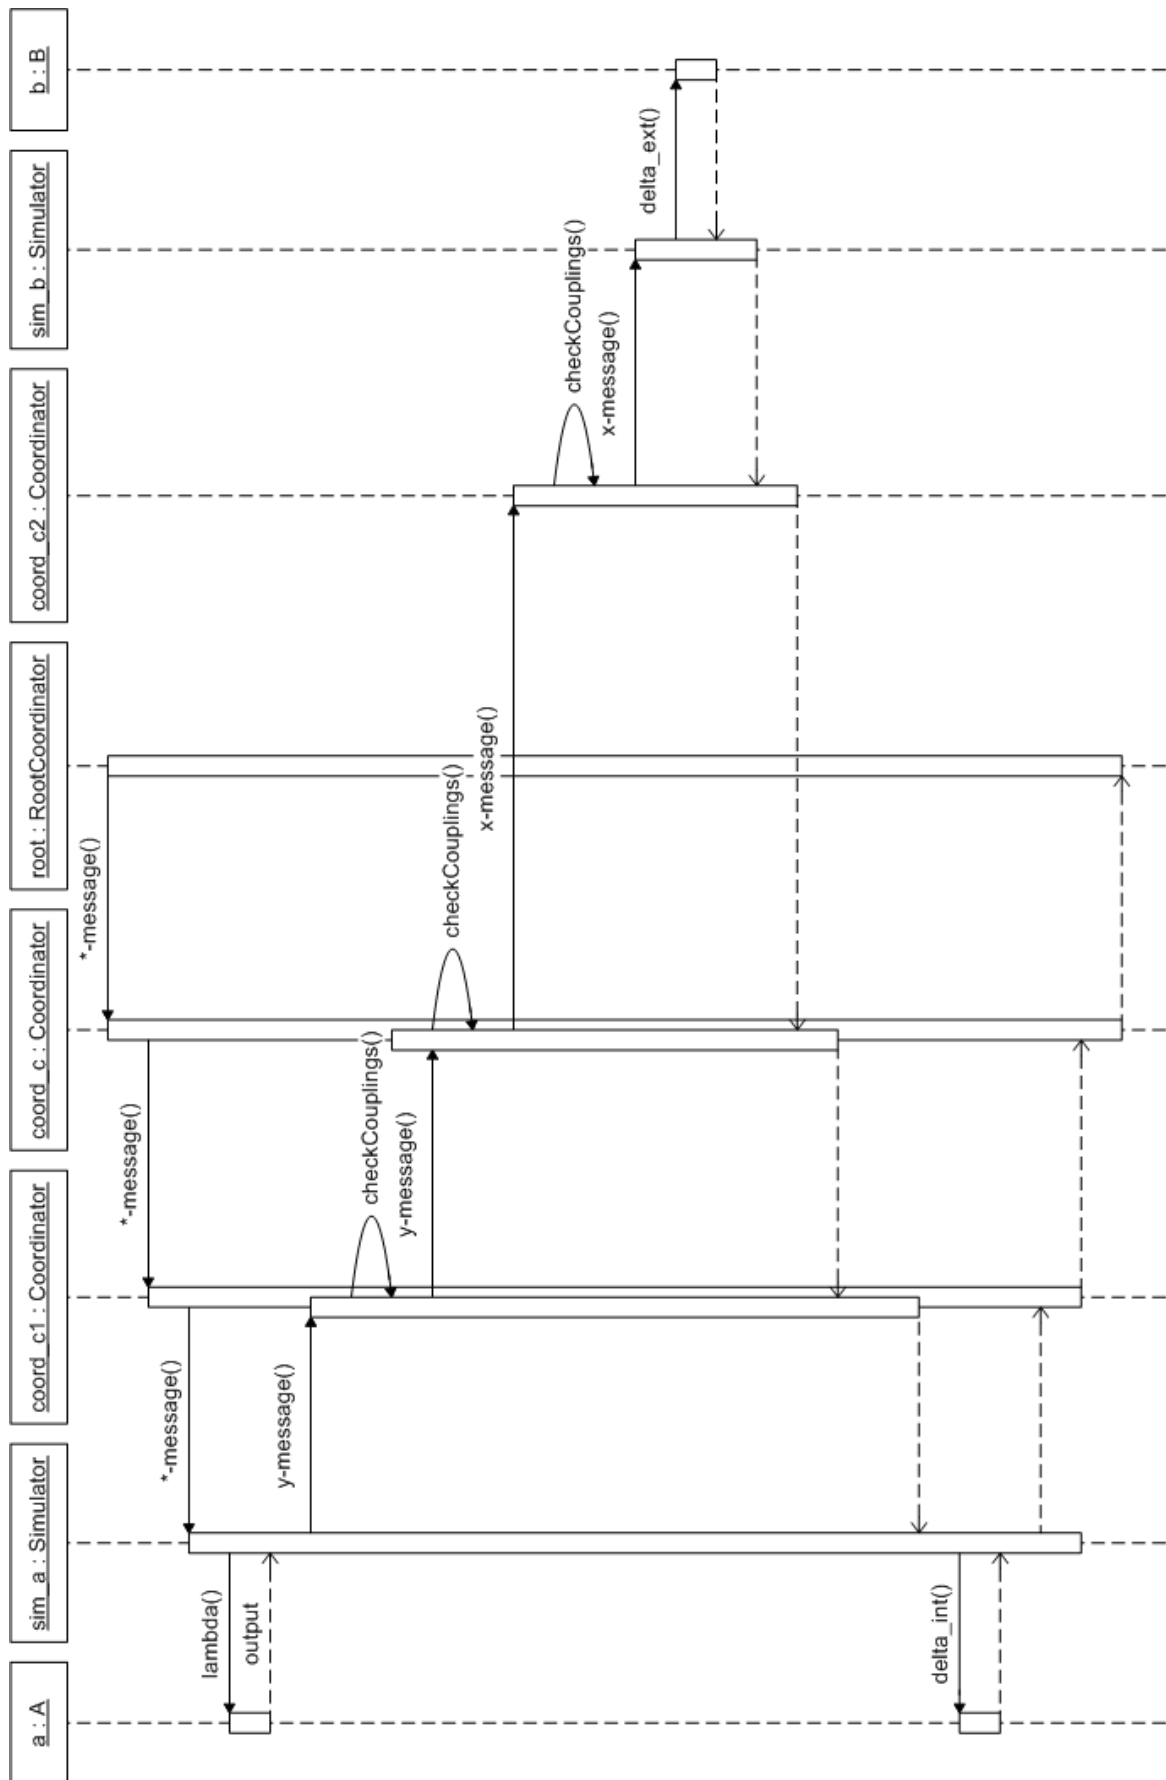 a : A
sim_a : Simulator
coord_c1 : Coordinator
coord_c : Coordinator
root : RootCoordinator
coord_c2 : Coordinator
sim_b : Simulator
b : B
*-message()
*-message()
*-message()
lambda()
output
y-message()
checkCouplings()
y-message()
checkCouplings()
x-message()
checkCouplings()
x-message()
delta_ext()
delta_int()